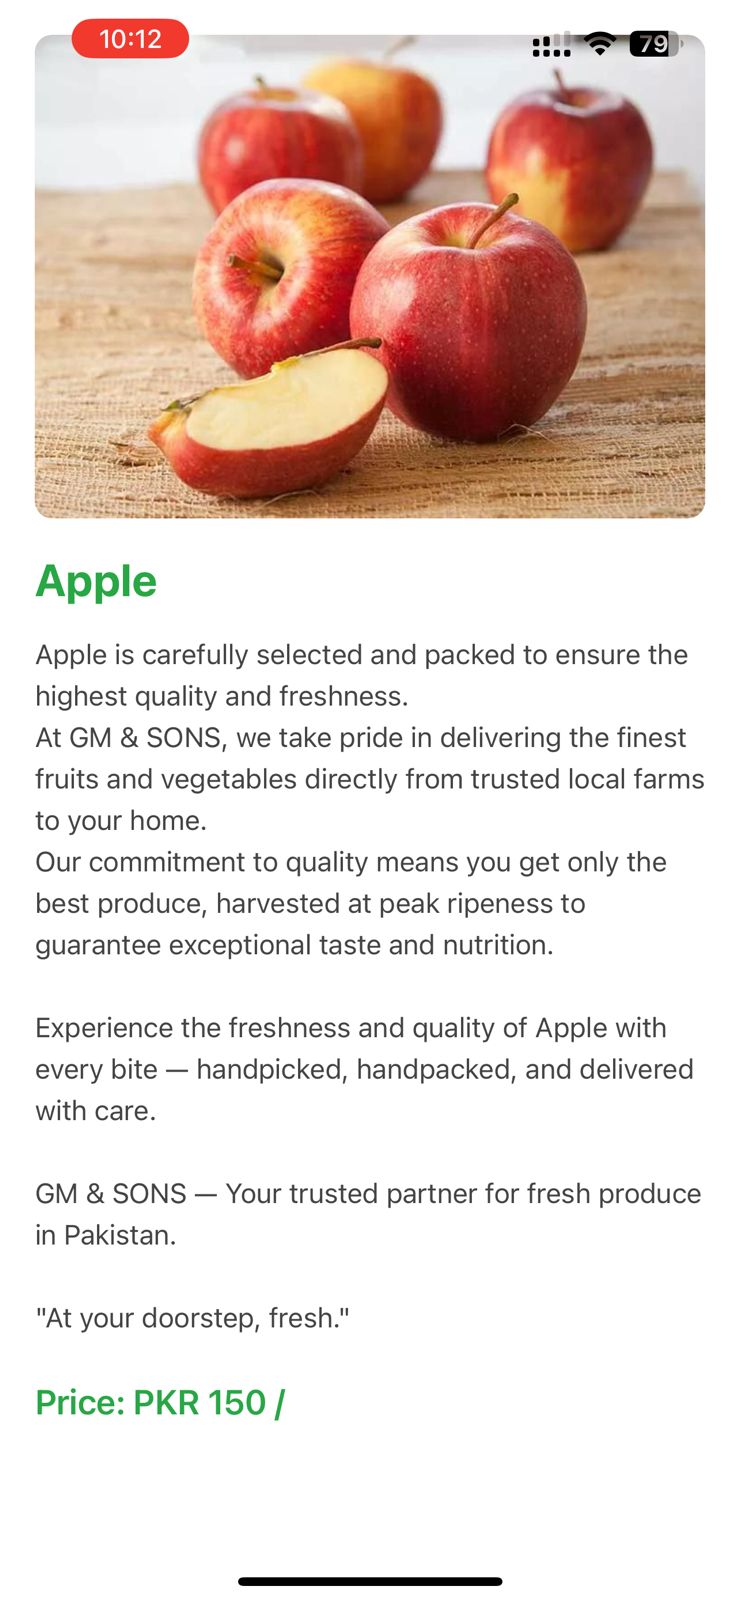 10:12
79
Apple
Apple is carefully selected and packed to ensure the
highest quality and freshness.
At GM & SONS, we take pride in delivering the finest
fruits and vegetables directly from trusted local farms
to your home.
Our commitment to quality means you get only the
best produce, harvested at peak ripeness to
guarantee exceptional taste and nutrition.
Experience the freshness and quality of Apple with
every bite — handpicked, handpacked, and delivered
with care.
GM & SONS — Your trusted partner for fresh produce
in Pakistan.
"At your doorstep, fresh."
Price: PKR 150 /